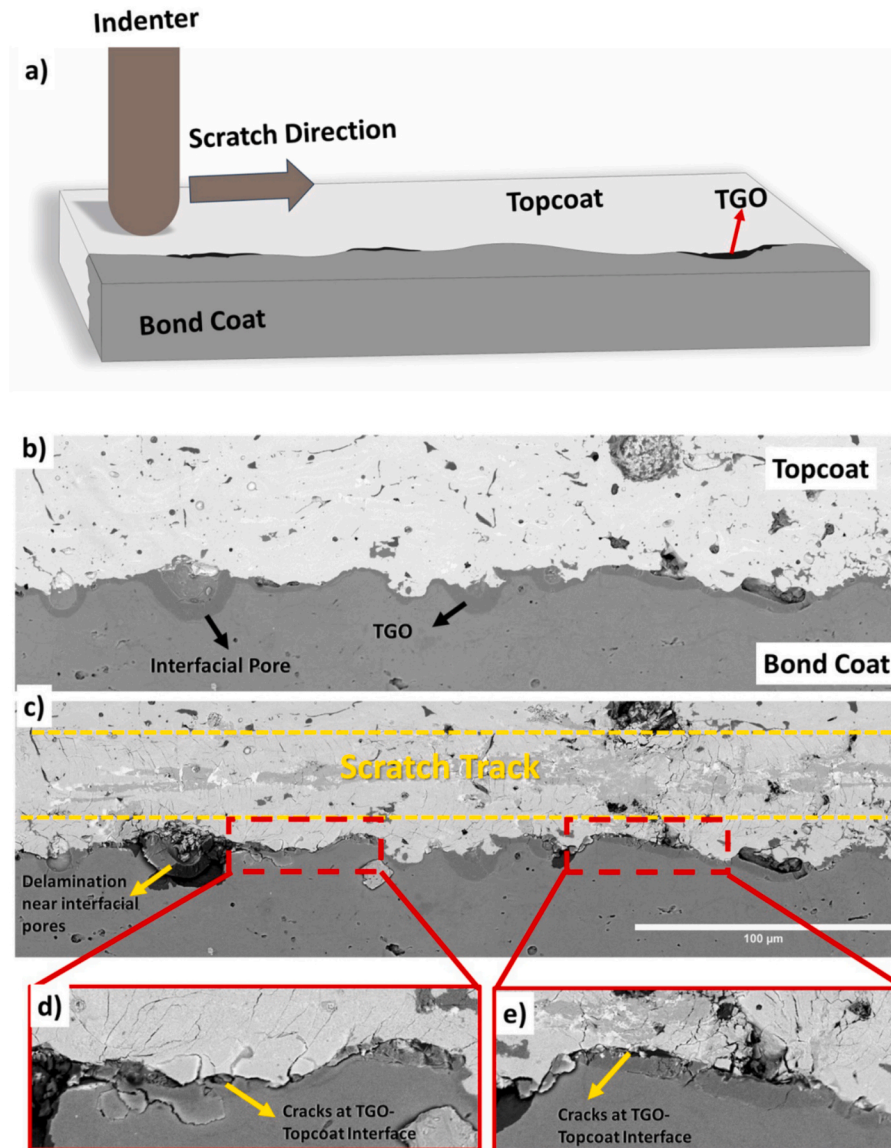 Indenter
a)
Scratch Direction
Topcoat
TGO
Bond Coat
b)
Topcoat
TGO
Interfacial Pore
Bond Coat
c)
Scratch Track
Delamination
near interfacial
pores
100 µm
d)
Cracks at TGO-
Topcoat Interface
e)
Cracks at TGO-
Topcoat Interface